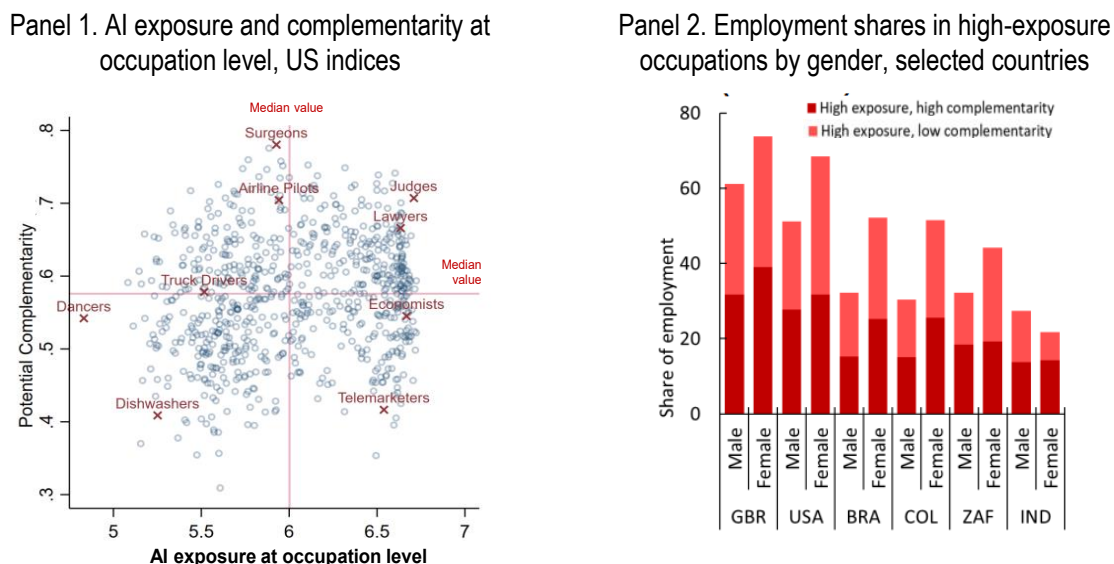 Panel 1. AI exposure and complementarity at
occupation level, US indices
Median value
Surgeons
Airline Pilots
Judges
Lawyers
Truck Drivers
Median
value
Dancers
Economists
Dishwashers
Telemarketers
Potential Complementarity
.8
.7
.6
.5
.4
.3
5
5.5
6
6.5
7
AI exposure at occupation level
Panel 2. Employment shares in high-exposure
occupations by gender, selected countries
High exposure, high complementarity
High exposure, low complementarity
Share of employment
80
60
40
20
0
Male
Female
Male
Female
Male
Female
Male
Female
Male
Female
Male
Female
GBR
USA
BRA
COL
ZAF
IND